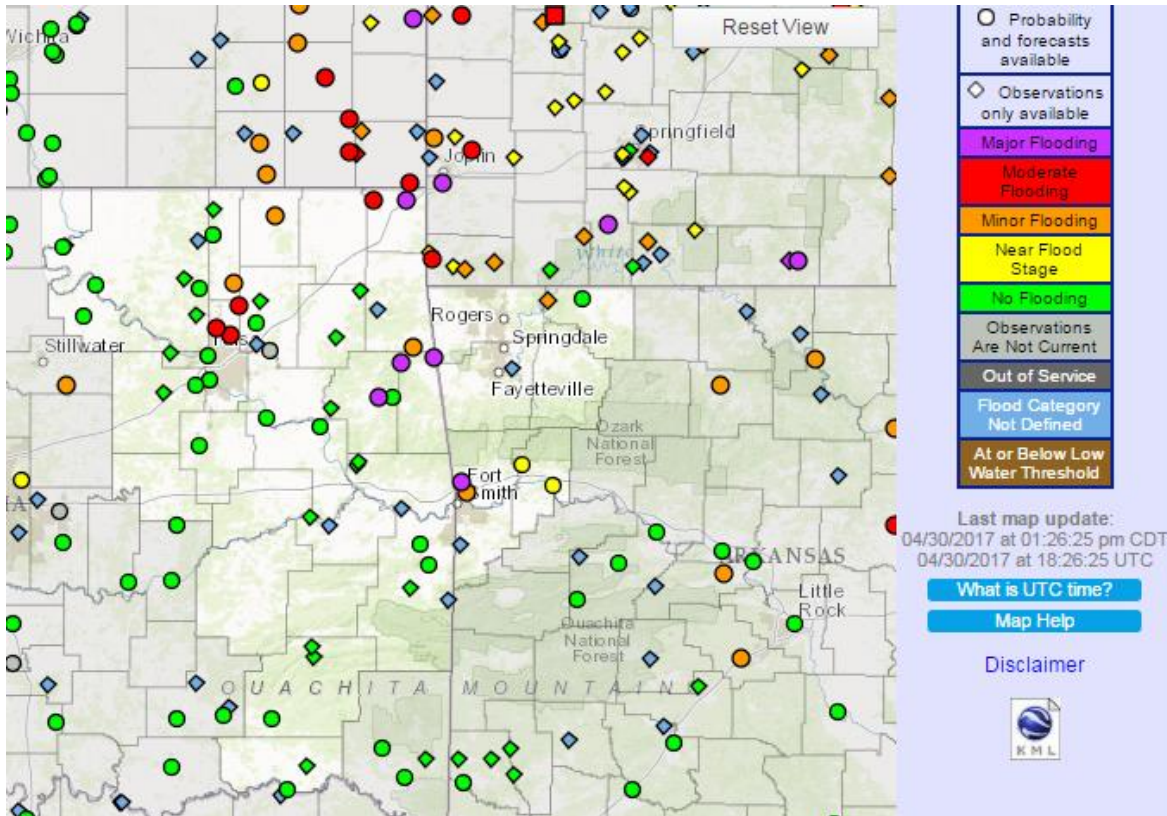 Reset View
Wichita
Springfield
Joplin
White
Rogers
Springdale
Fayetteville
Stillwater
Ozark
National
Forest
Fort
Smith
ARKANSAS
Little
Rock
Ouachita
National
Forest
OUACHITA MOUNTAINS
Probability
and forecasts
available
Observations
only available
Major Flooding
Moderate
Flooding
Minor Flooding
Near Flood
Stage
No Flooding
Observations
Are Not Current
Out of Service
Flood Category
Not Defined
At or Below Low
Water Threshold
Last map update:
04/30/2017 at 01:26:25 pm CDT
04/30/2017 at 18:26:25 UTC
What is UTC time?
Map Help
Disclaimer
KML